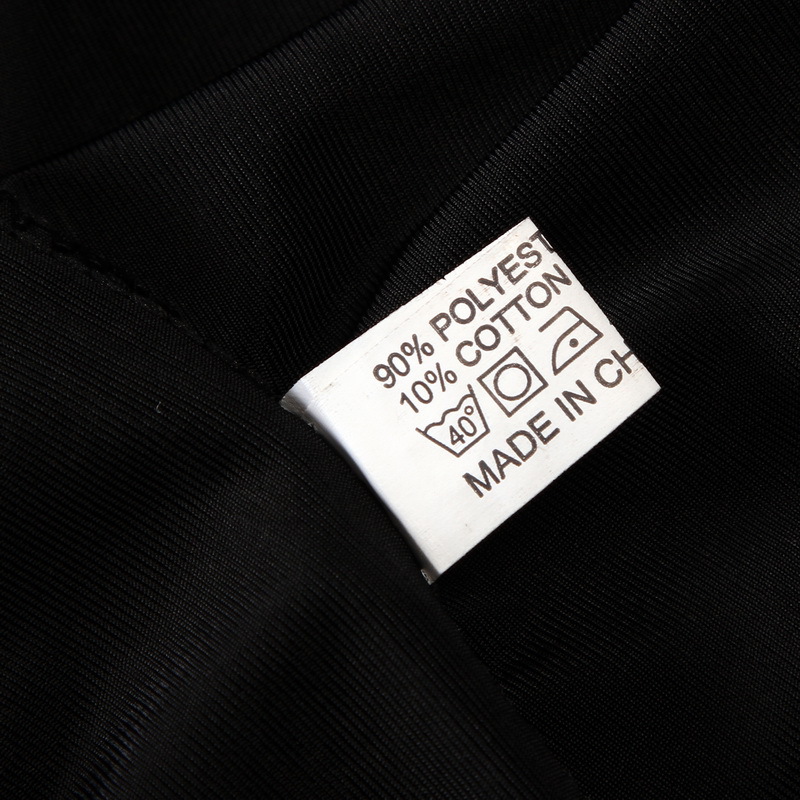 90% POLYEST
10% COTTON
40°
MADE IN CH